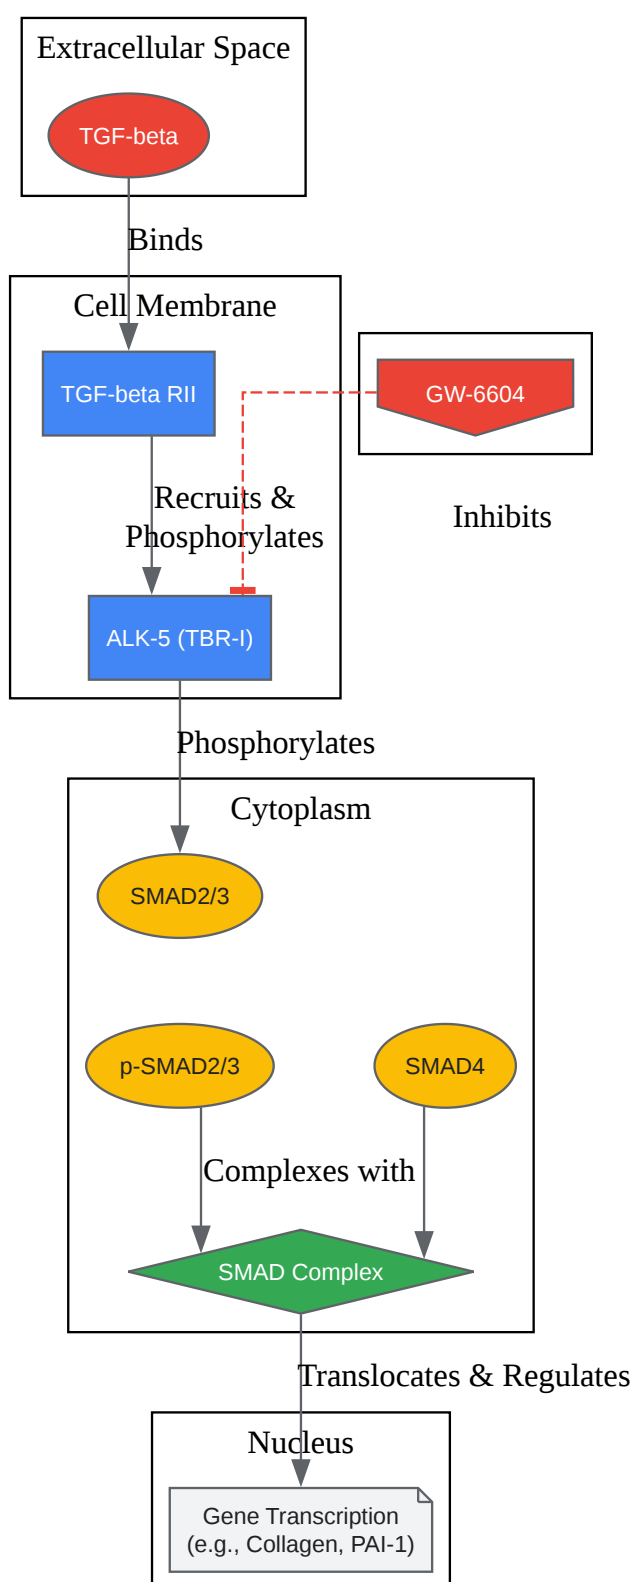 Extracellular Space
TGF-beta
Binds
Cell Membrane
TGF-beta RII
GW-6604
Recruits &
Phosphorylates
Inhibits
ALK-5 (TBR-I)
Phosphorylates
Cytoplasm
SMAD2/3
p-SMAD2/3
SMAD4
Complexes with
SMAD Complex
Translocates & Regulates
Nucleus
Gene Transcription
(e.g., Collagen, PAI-1)